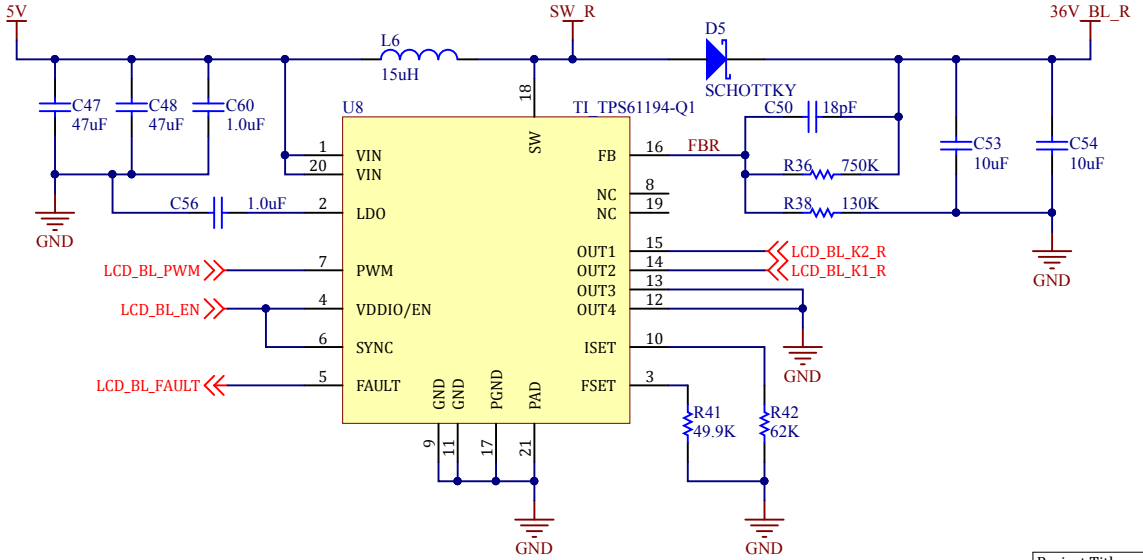 5V
SW_R
36V_BL_R
L6
15uH
D5
SCHOTTKY
C47
47uF
C48
47uF
C60
1.0uF
U8
18
TI_TPS61194-Q1
C50
18pF
C53
10uF
C54
10uF
1
VIN
20
VIN
SW
FB
16
FBR
R36
750K
NC
8
NC
19
R38
130K
C56
1.0uF
2
LDO
GND
GND
OUT1
15
LCD_BL_K2_R
OUT2
14
LCD_BL_K1_R
OUT3
13
OUT4
12
LCD_BL_PWM
7
PWM
LCD_BL_EN
4
VDDIO/EN
6
SYNC
ISET
10
GND
LCD_BL_FAULT
5
FAULT
FSET
3
GND
GND
PGND
PAD
R41
49.9K
R42
62K
9
11
17
21
GND
GND